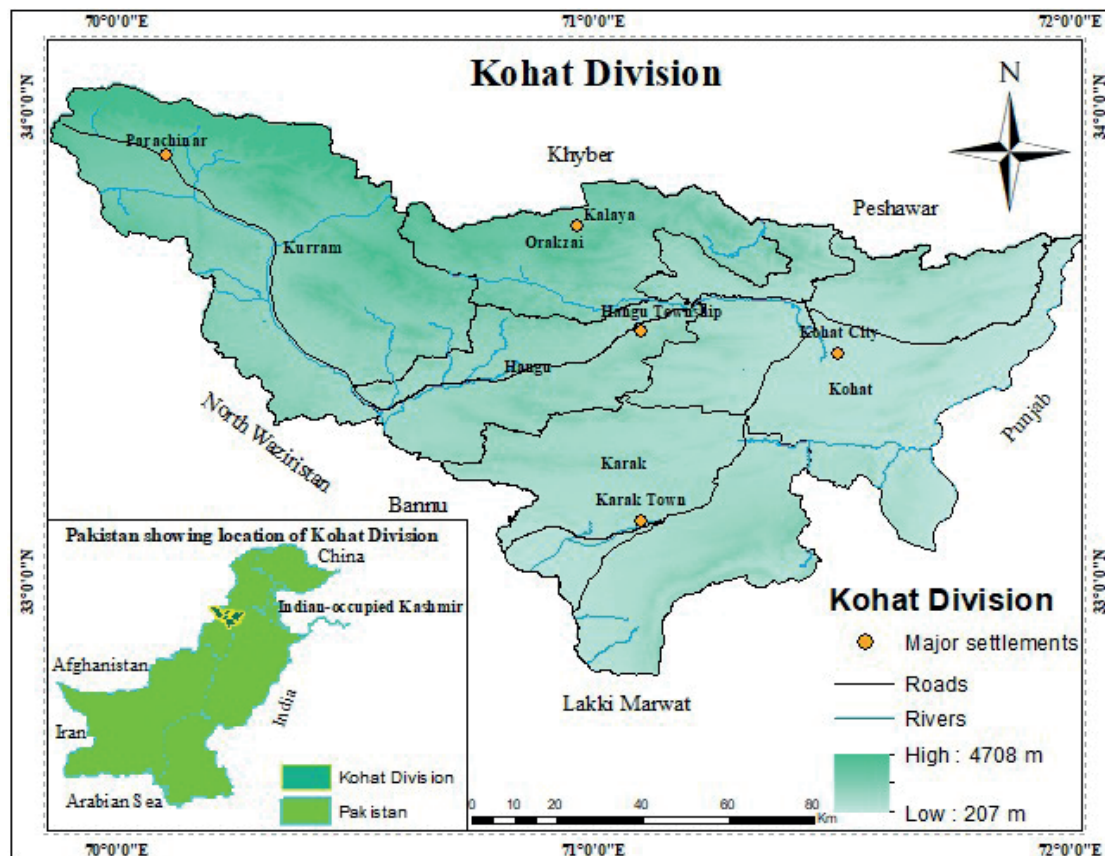 70°0'0"E 71°0'0"E 72°0'0"E
34°0'0"N
34°0'0"N
Kohat Division
N
Khyber
Peshawar
Parachinar
Kalaya
Orakzai
Kurram
Hangu Township
Kohat City
Hangu
Kohat
Punjab
North Waziristan
Karak
Karak Town
Bannu
Lakki Marwat
33°0'0"N
33°0'0"N
Pakistan showing location of Kohat Division
China
Indian-occupied Kashmir
Afghanistan
India
Iran
Arabian Sea
Kohat Division
Pakistan
Kohat Division
Major settlements
Roads
Rivers
High : 4708 m
Low : 207 m
0 10 20 40 60 80
Km
70°0'0"E 71°0'0"E 72°0'0"E